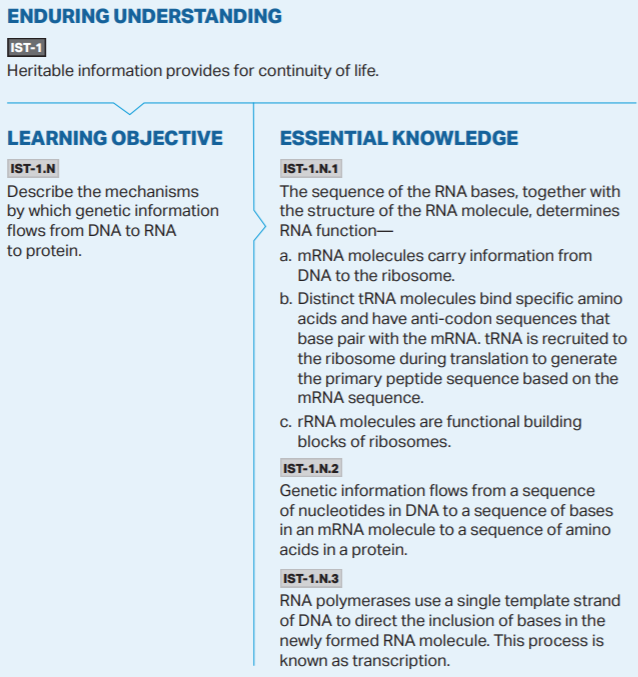 ENDURING UNDERSTANDING
IST-1
Heritable information provides for continuity of life.
LEARNING OBJECTIVE
IST-1.N
Describe the mechanisms
by which genetic information
flows from DNA to RNA
to protein.
ESSENTIAL KNOWLEDGE
IST-1.N.1
The sequence of the RNA bases, together with
the structure of the RNA molecule, determines
RNA function—
a. mRNA molecules carry information from
DNA to the ribosome.
b. Distinct tRNA molecules bind specific amino
acids and have anti-codon sequences that
base pair with the mRNA. tRNA is recruited to
the ribosome during translation to generate
the primary peptide sequence based on the
mRNA sequence.
c. rRNA molecules are functional building
blocks of ribosomes.
IST-1.N.2
Genetic information flows from a sequence
of nucleotides in DNA to a sequence of bases
in an mRNA molecule to a sequence of amino
acids in a protein.
IST-1.N.3
RNA polymerases use a single template strand
of DNA to direct the inclusion of bases in the
newly formed RNA molecule. This process is
known as transcription.